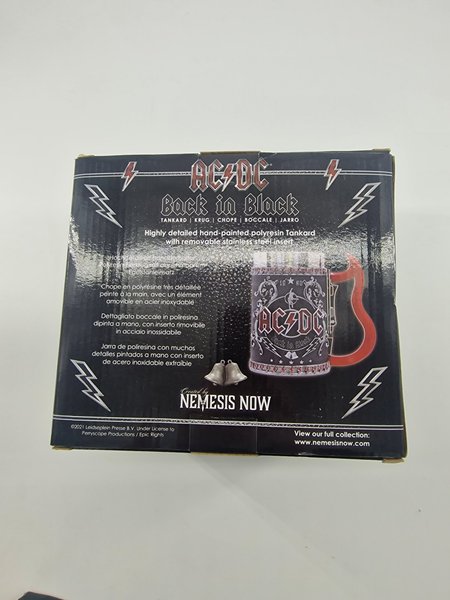 AC⚡DC
Back in Black
TANKARD | KRUG | CHOPE | BOCCALE | JARRO
Highly detailed hand-painted polyresin Tankard
with removable stainless steel insert
Chope en polyrésine très détaillée
peinte à la main, avec un élément
amovible en acier inoxydable
Dettagliato boccale in poliresina
dipinto a mano, con inserto rimovibile
in acciaio inossidabile
Jarra de poliresina con muchos
detalles pintados a mano con inserto
de acero inoxidable extraíble
AC⚡DC
Back in Black
Created by
NEMESIS NOW
©2021 Leidseplein Presse B.V. Under License to
Perryscope Productions / Epic Rights
View our full collection:
www.nemesisnow.com